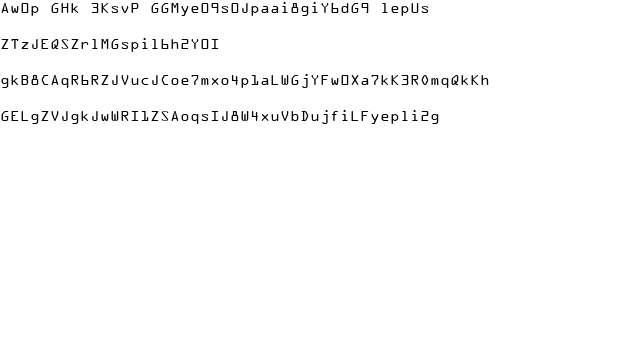 AwOp GHk 3KsvP GGMyeO9sOJpaai8giY6dG9 lepUs
ZTzJEQSZrlMGspil6h2YOI
gkB8CAqR6RZJVucJCoe7mxo4p1aLWGjYFwOXa7kK3R0mqQkKh
GELgZVJgkJwWRI1ZSAoqsIJ8W4xuVbDujfiLFyepli2g